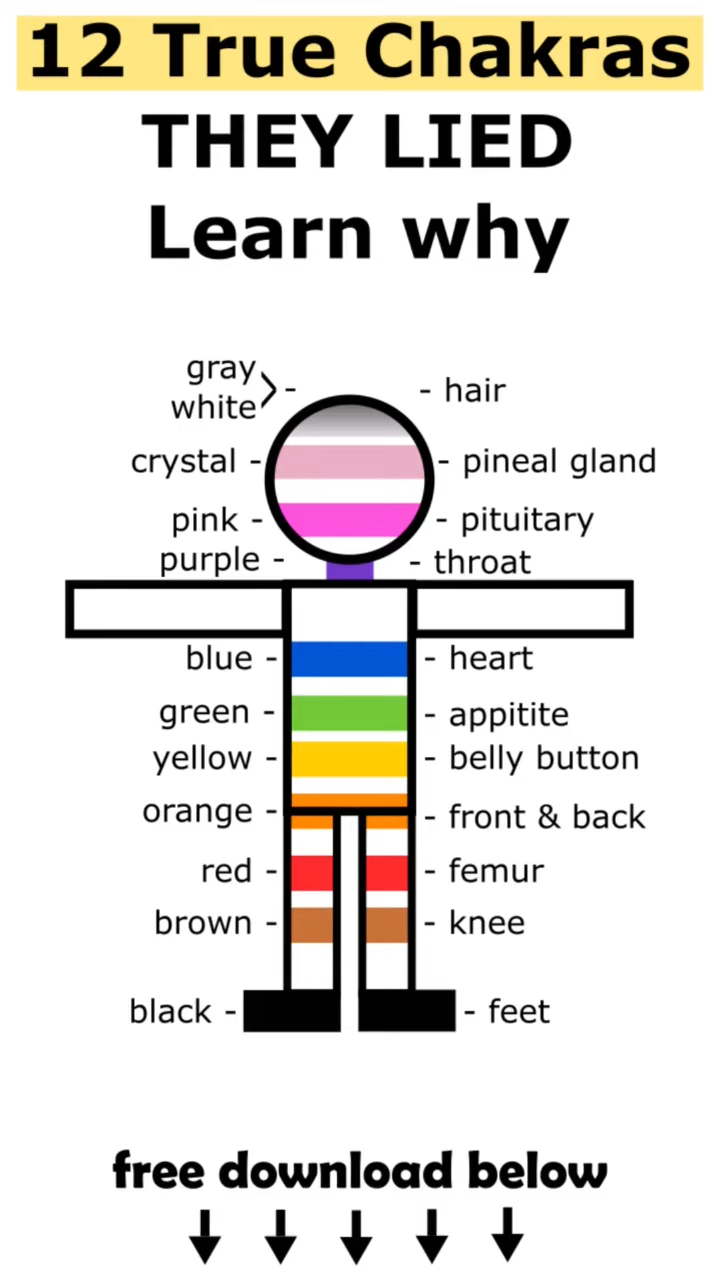 12 True Chakras
THEY LIED
Learn why
gray
white
- - hair
crystal - - pineal gland
pink - - pituitary
purple - - throat
blue - - heart
green - - appitite
yellow - - belly button
orange - - front & back
red - - femur
brown - - knee
black - - feet
free download below